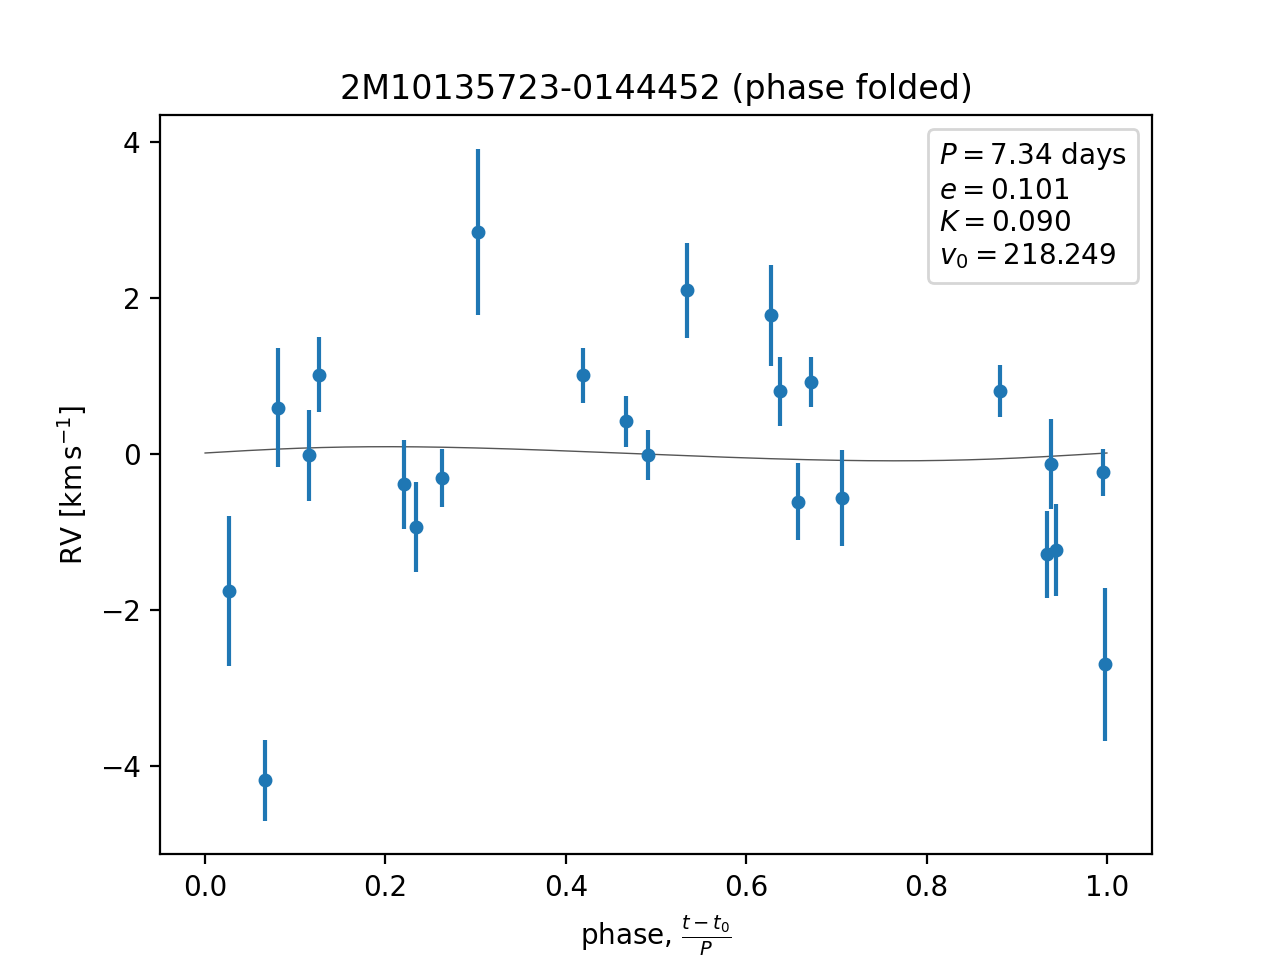 2M10135723-0144452 (phase folded)
P = 7.34 days
e = 0.101
K = 0.090
v₀ = 218.249
4
2
0
−2
−4
RV [km s⁻¹]
0.0 0.2 0.4 0.6 0.8 1.0
phase, (t − t₀)/P